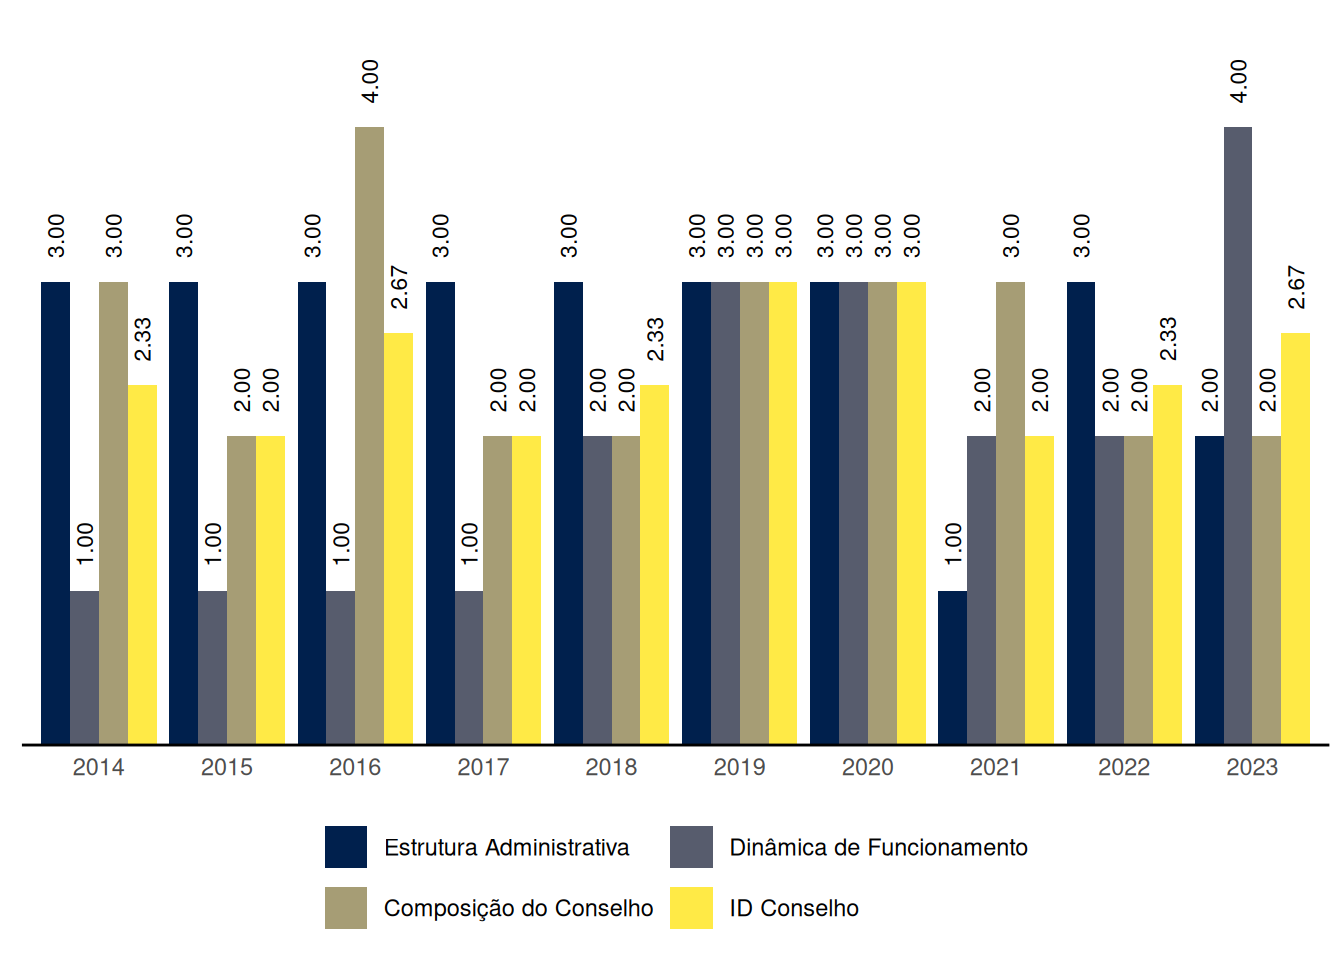 3.00 1.00 3.00 2.33 3.00 1.00 2.00 2.00 3.00 1.00 4.00 2.67 3.00 1.00 2.00 2.00 3.00 2.00 2.00 2.33 3.00 3.00 3.00 3.00 3.00 3.00 3.00 3.00 1.00 2.00 3.00 2.00 3.00 2.00 2.00 2.33 2.00 4.00 2.00 2.67
2014 2015 2016 2017 2018 2019 2020 2021 2022 2023
Estrutura Administrativa Dinâmica de Funcionamento
Composição do Conselho ID Conselho